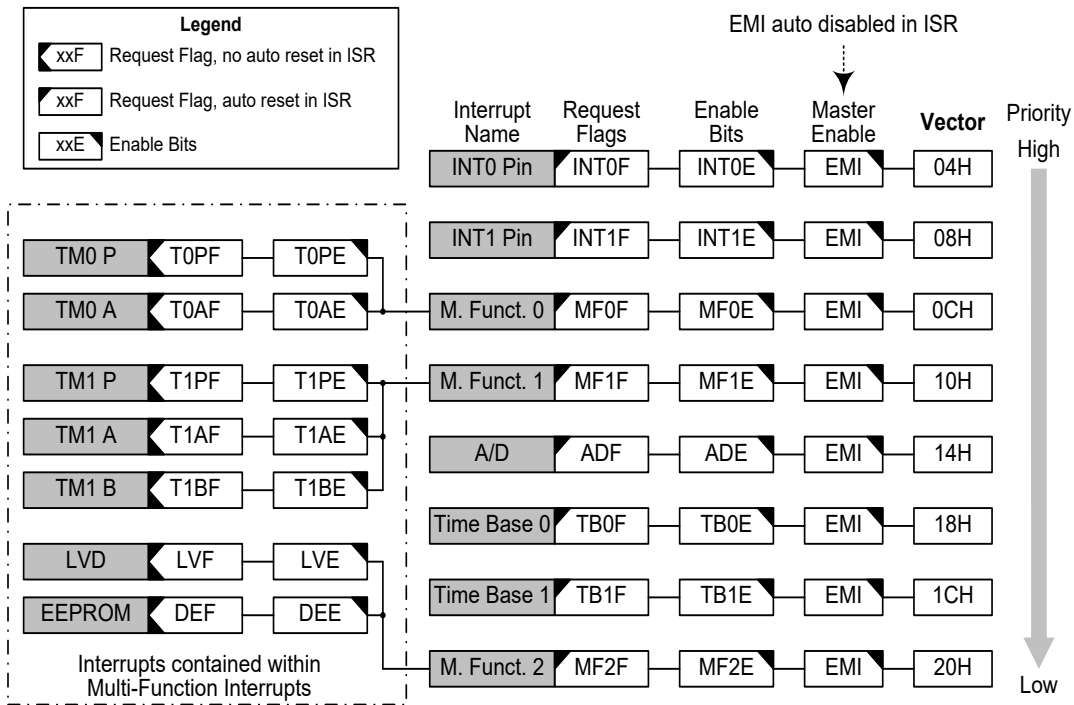 Legend
xxF Request Flag, no auto reset in ISR
xxF Request Flag, auto reset in ISR
xxE Enable Bits
EMI auto disabled in ISR
Interrupt Name Request Flags Enable Bits Master Enable Vector Priority
High
INT0 Pin INT0F INT0E EMI 04H
INT1 Pin INT1F INT1E EMI 08H
TM0 P T0PF T0PE
TM0 A T0AF T0AE M. Funct. 0 MF0F MF0E EMI 0CH
TM1 P T1PF T1PE M. Funct. 1 MF1F MF1E EMI 10H
TM1 A T1AF T1AE A/D ADF ADE EMI 14H
TM1 B T1BF T1BE
Time Base 0 TB0F TB0E EMI 18H
LVD LVF LVE
Time Base 1 TB1F TB1E EMI 1CH
EEPROM DEF DEE
M. Funct. 2 MF2F MF2E EMI 20H
Interrupts contained within
Multi-Function Interrupts
Low